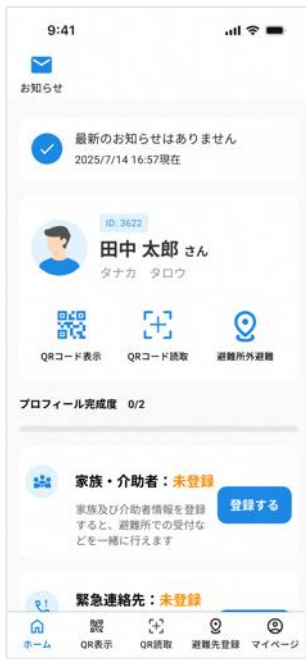 9:41
お知らせ
最新のお知らせはありません
2025/7/14 16:57現在
ID: 3622
田中 太郎 さん
タナカ タロウ
QRコード表示 QRコード読取 避難所外避難
プロフィール完成度 0/2
家族・介助者：未登録
家族及び介助者情報を登録
すると、避難所での受付な
どを一緒に行えます
登録する
緊急連絡先：未登録
ホーム QR表示 QR読取 避難先登録 マイページ